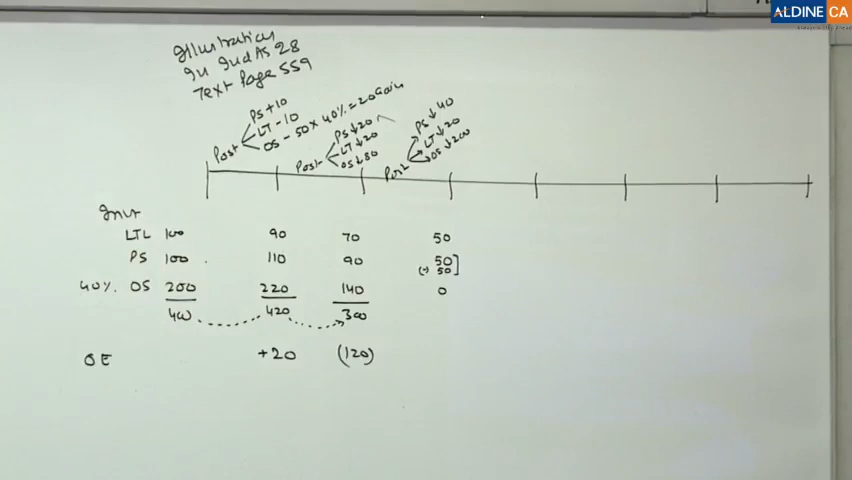 ALDINE CA
Illustration
In Ind AS 28
Text Page 559
Post
PS + 10
LT - 10
OS - 50 x 40% = 20 Gain
Post
PS ↓ 20
LT ↓ 20
OS ↓ 80
Post
PS ↓ 40
LT ↓ 20
OS ↓ 200
Invt
LTL 100 90 70 50
PS 100 110 90 50
(-) 50
40% OS 200 220 140 0
400 420 300
OE +20 (120)